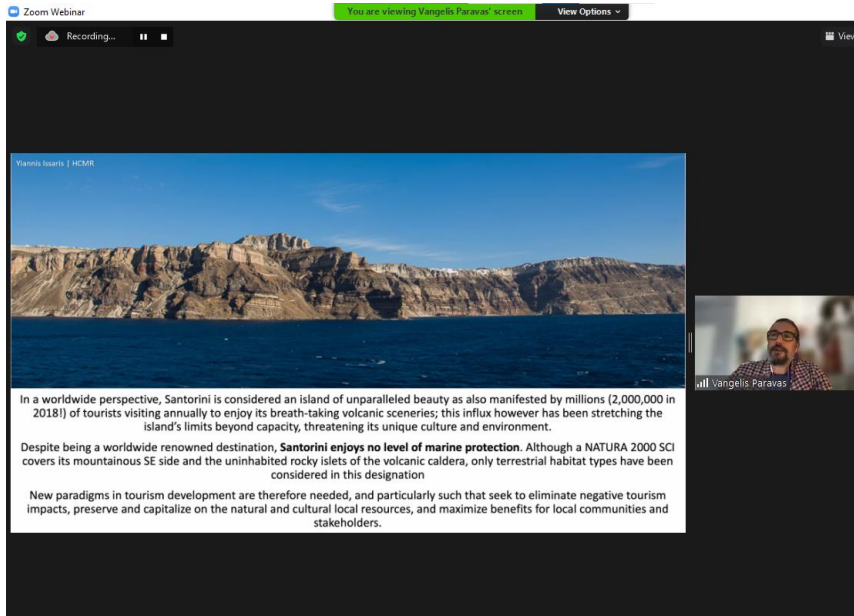 Zoom Webinar
You are viewing Vangelis Paravas' screen
View Options
Recording...
View
Yiannis Issaris | HCMR
In a worldwide perspective, Santorini is considered an island of unparalleled beauty as also manifested by millions (2,000,000 in
2018!) of tourists visiting annually to enjoy its breath-taking volcanic sceneries; this influx however has been stretching the
island's limits beyond capacity, threatening its unique culture and environment.
Despite being a worldwide renowned destination, Santorini enjoys no level of marine protection. Although a NATURA 2000 SCI
covers its mountainous SE side and the uninhabited rocky islets of the volcanic caldera, only terrestrial habitat types have been
considered in this designation
New paradigms in tourism development are therefore needed, and particularly such that seek to eliminate negative tourism
impacts, preserve and capitalize on the natural and cultural local resources, and maximize benefits for local communities and
stakeholders.
Vangelis Paravas